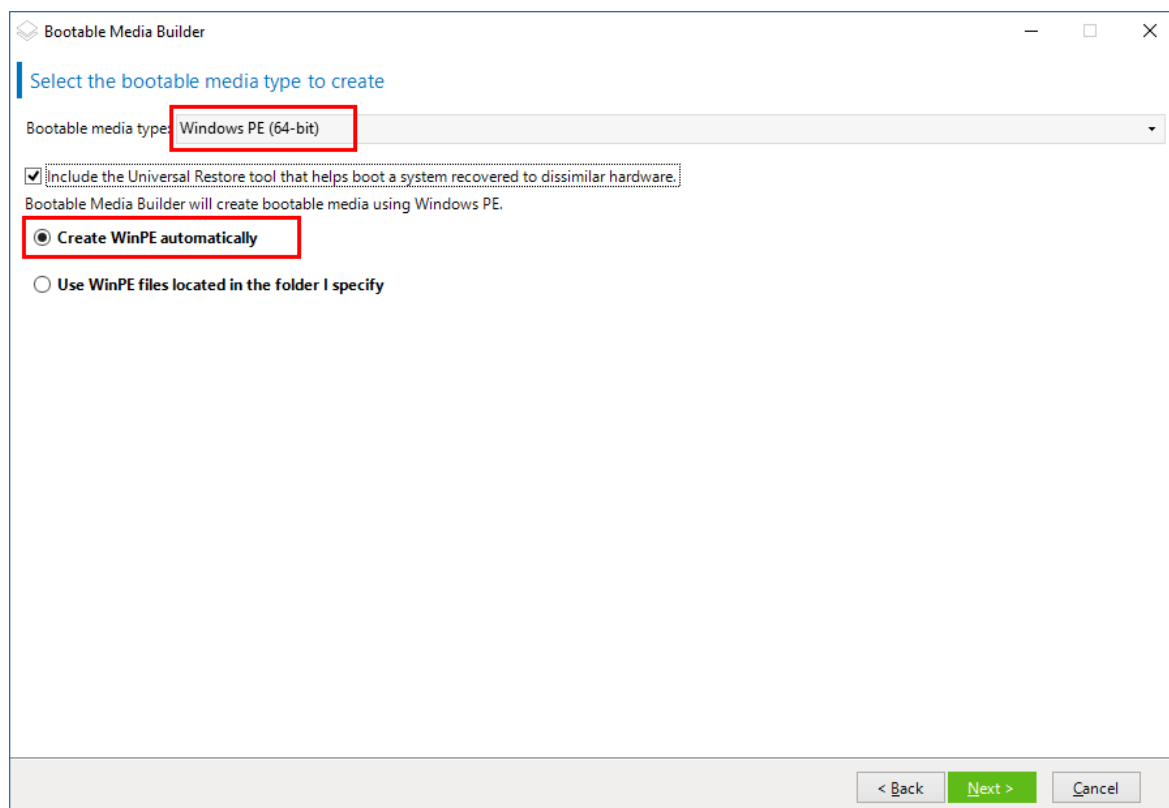 Bootable Media Builder
Select the bootable media type to create
Bootable media type: Windows PE (64-bit)
Include the Universal Restore tool that helps boot a system recovered to dissimilar hardware.
Bootable Media Builder will create bootable media using Windows PE.
Create WinPE automatically
Use WinPE files located in the folder I specify
< Back Next > Cancel